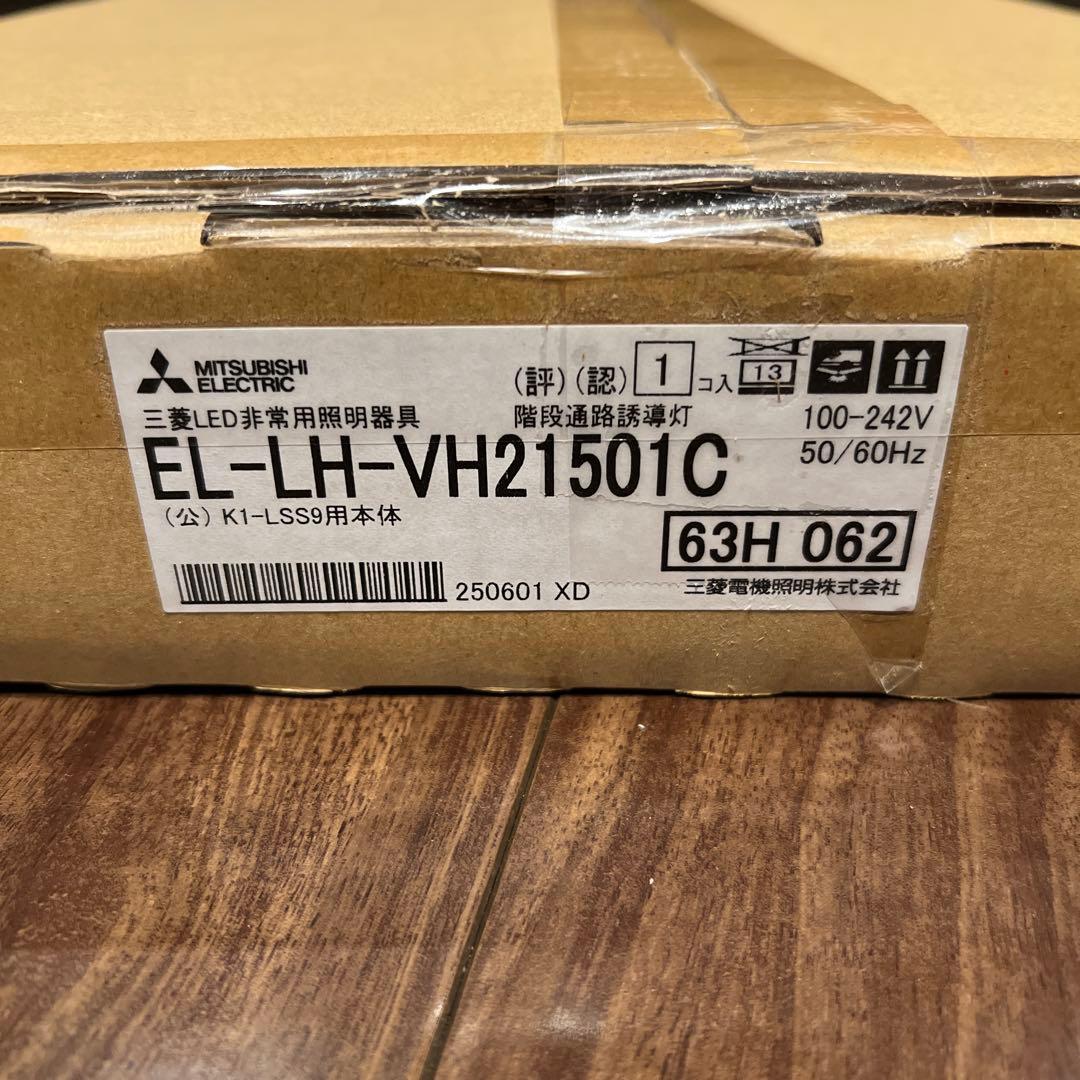 MITSUBISHI
ELECTRIC
(評)(認) 1 コ入 13
三菱LED非常用照明器具 階段通路誘導灯 100-242V
EL-LH-VH21501C 50/60Hz
(公) K1-LSS9用本体
63H 062
250601 XD 三菱電機照明株式会社